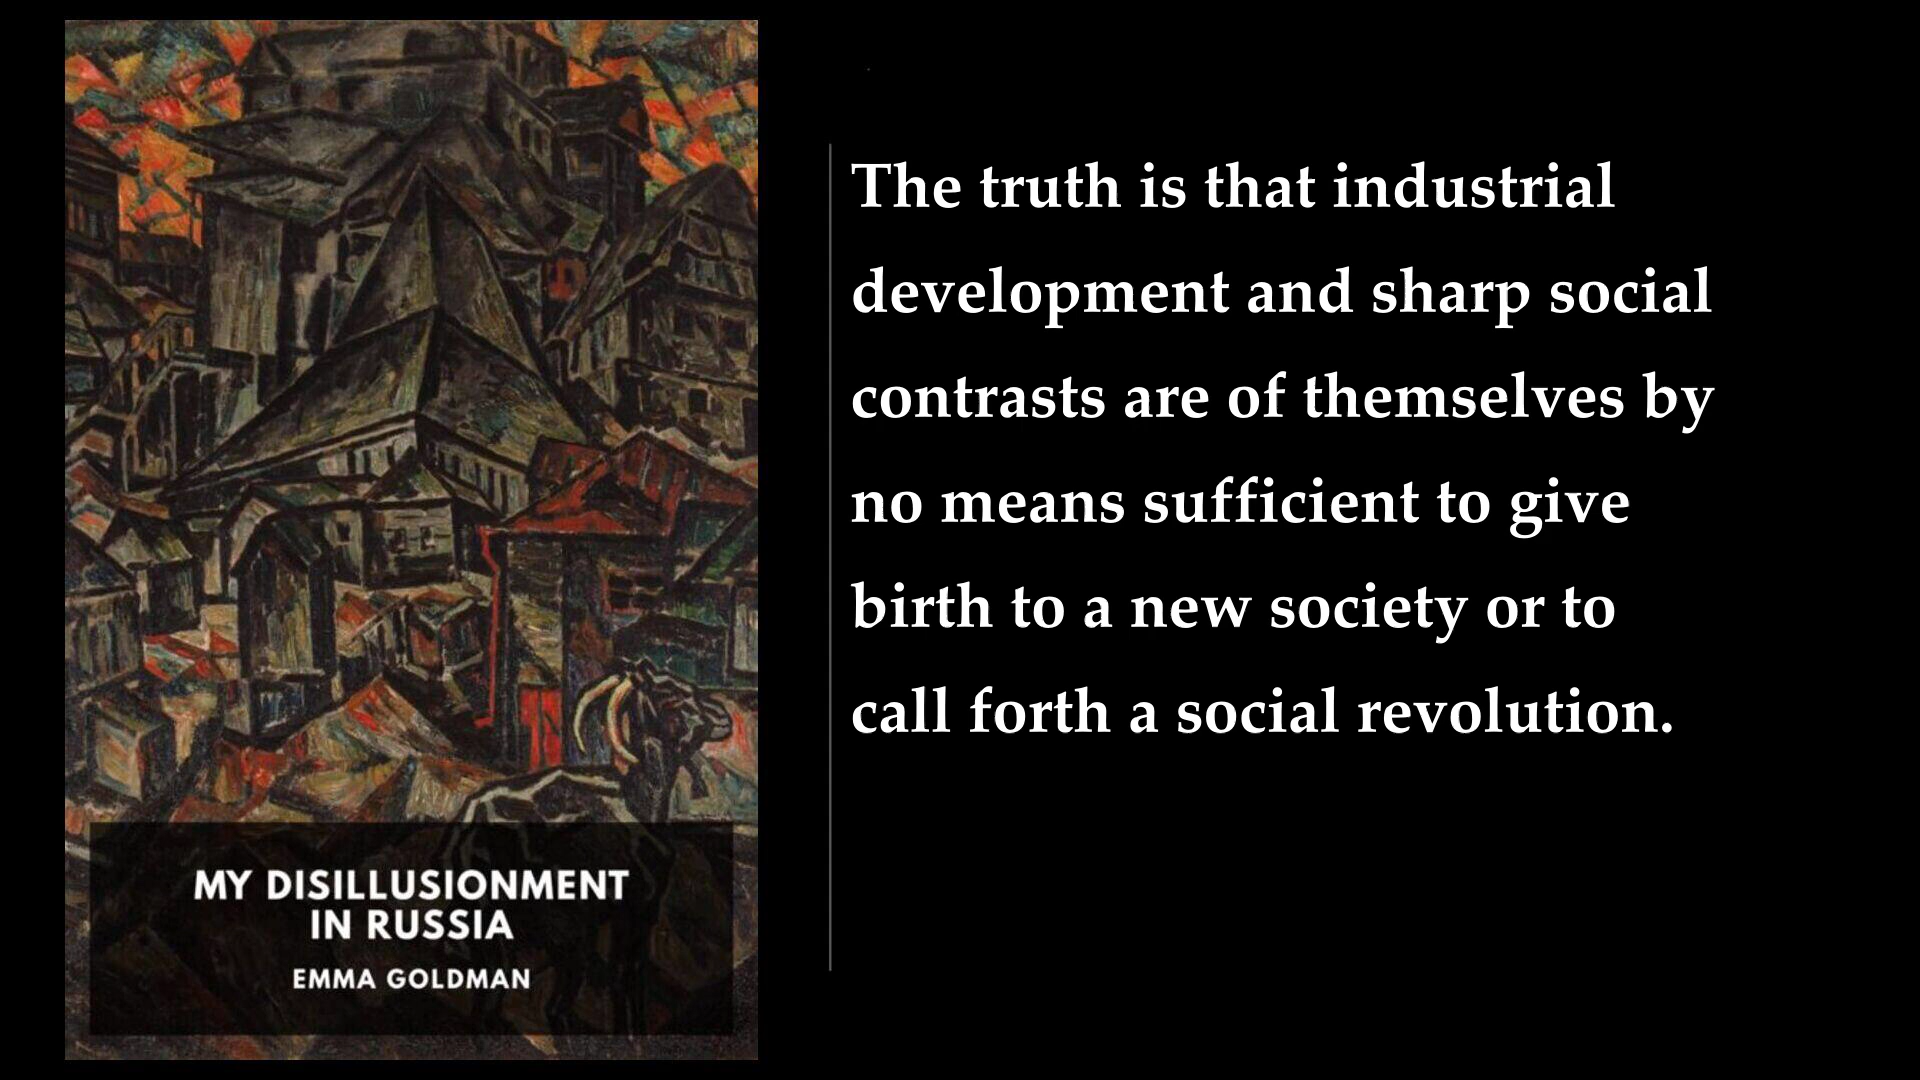 MY DISILLUSIONMENT
IN RUSSIA
EMMA GOLDMAN
The truth is that industrial
development and sharp social
contrasts are of themselves by
no means sufficient to give
birth to a new society or to
call forth a social revolution.